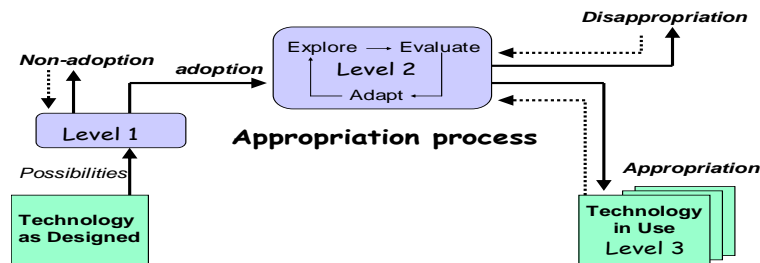 Disappropriation
Non-adoption
adoption
Explore Evaluate
Level 2
Adapt
Level 1
Appropriation process
Possibilities
Appropriation
Technology
as Designed
Technology
in Use
Level 3